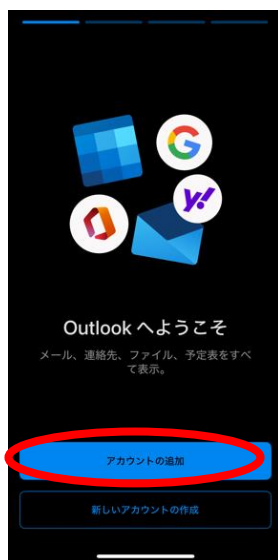 G
y!
Outlook へようこそ
メール、連絡先、ファイル、予定表をすべ
て表示。
アカウントの追加
新しいアカウントの作成